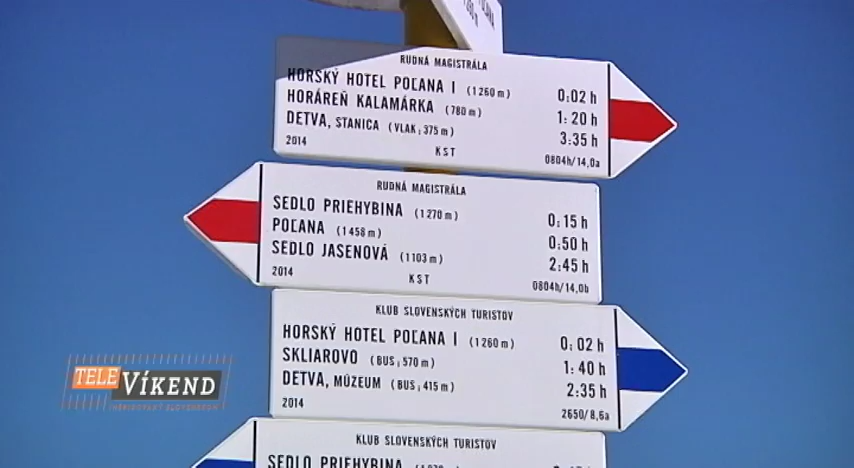 RUDNÁ MAGISTRÁLA
HORSKÝ HOTEL POĽANA I (1260 m) 0:02 h
HORÁREŇ KALAMÁRKA (780 m) 1:20 h
DETVA, STANICA (VLAK; 375 m) 3:35 h
2014 KST 0804h/14,0a
RUDNÁ MAGISTRÁLA
SEDLO PRIEHYBINA (1270 m) 0:15 h
POĽANA (1458 m) 0:50 h
SEDLO JASENOVÁ (1103 m) 2:45 h
2014 KST 0804h/14,0b
KLUB SLOVENSKÝCH TURISTOV
HORSKÝ HOTEL POĽANA I (1260 m) 0:02 h
SKLIAROVO (BUS; 570 m) 1:40 h
DETVA, MÚZEUM (BUS; 415 m) 2:35 h
2014 2650/8,6a
KLUB SLOVENSKÝCH TURISTOV
SEDLO PRIEHYBINA
TELE VÍKEND